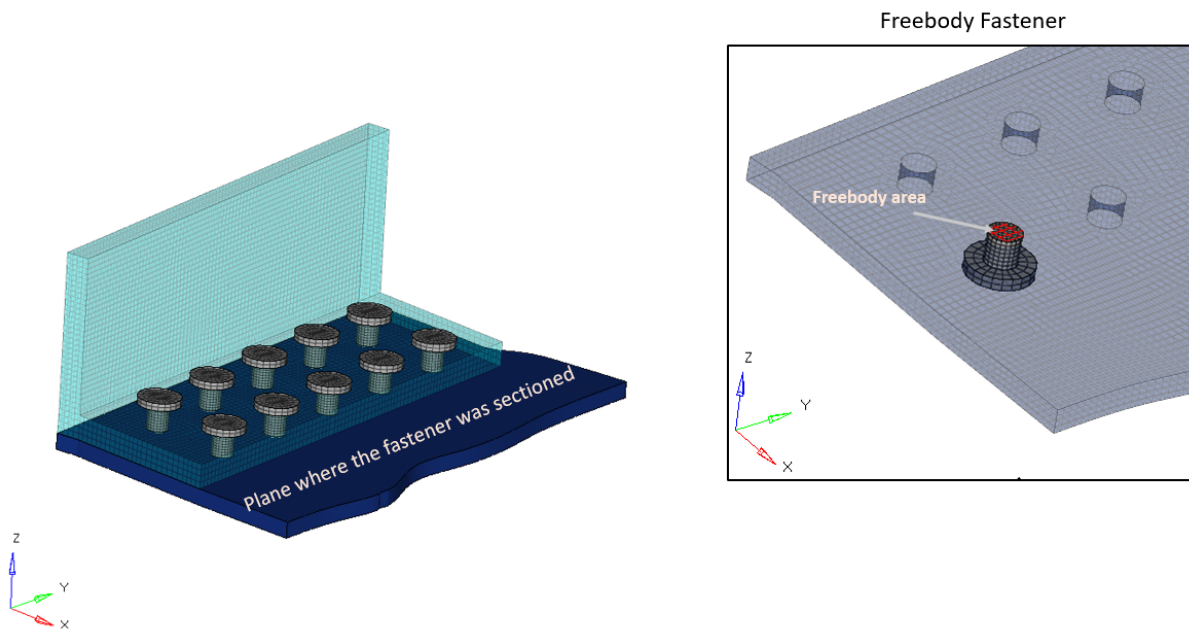 Freebody Fastener
Freebody area
Plane where the fastener was sectioned
Z
Y
X
Z
Y
X